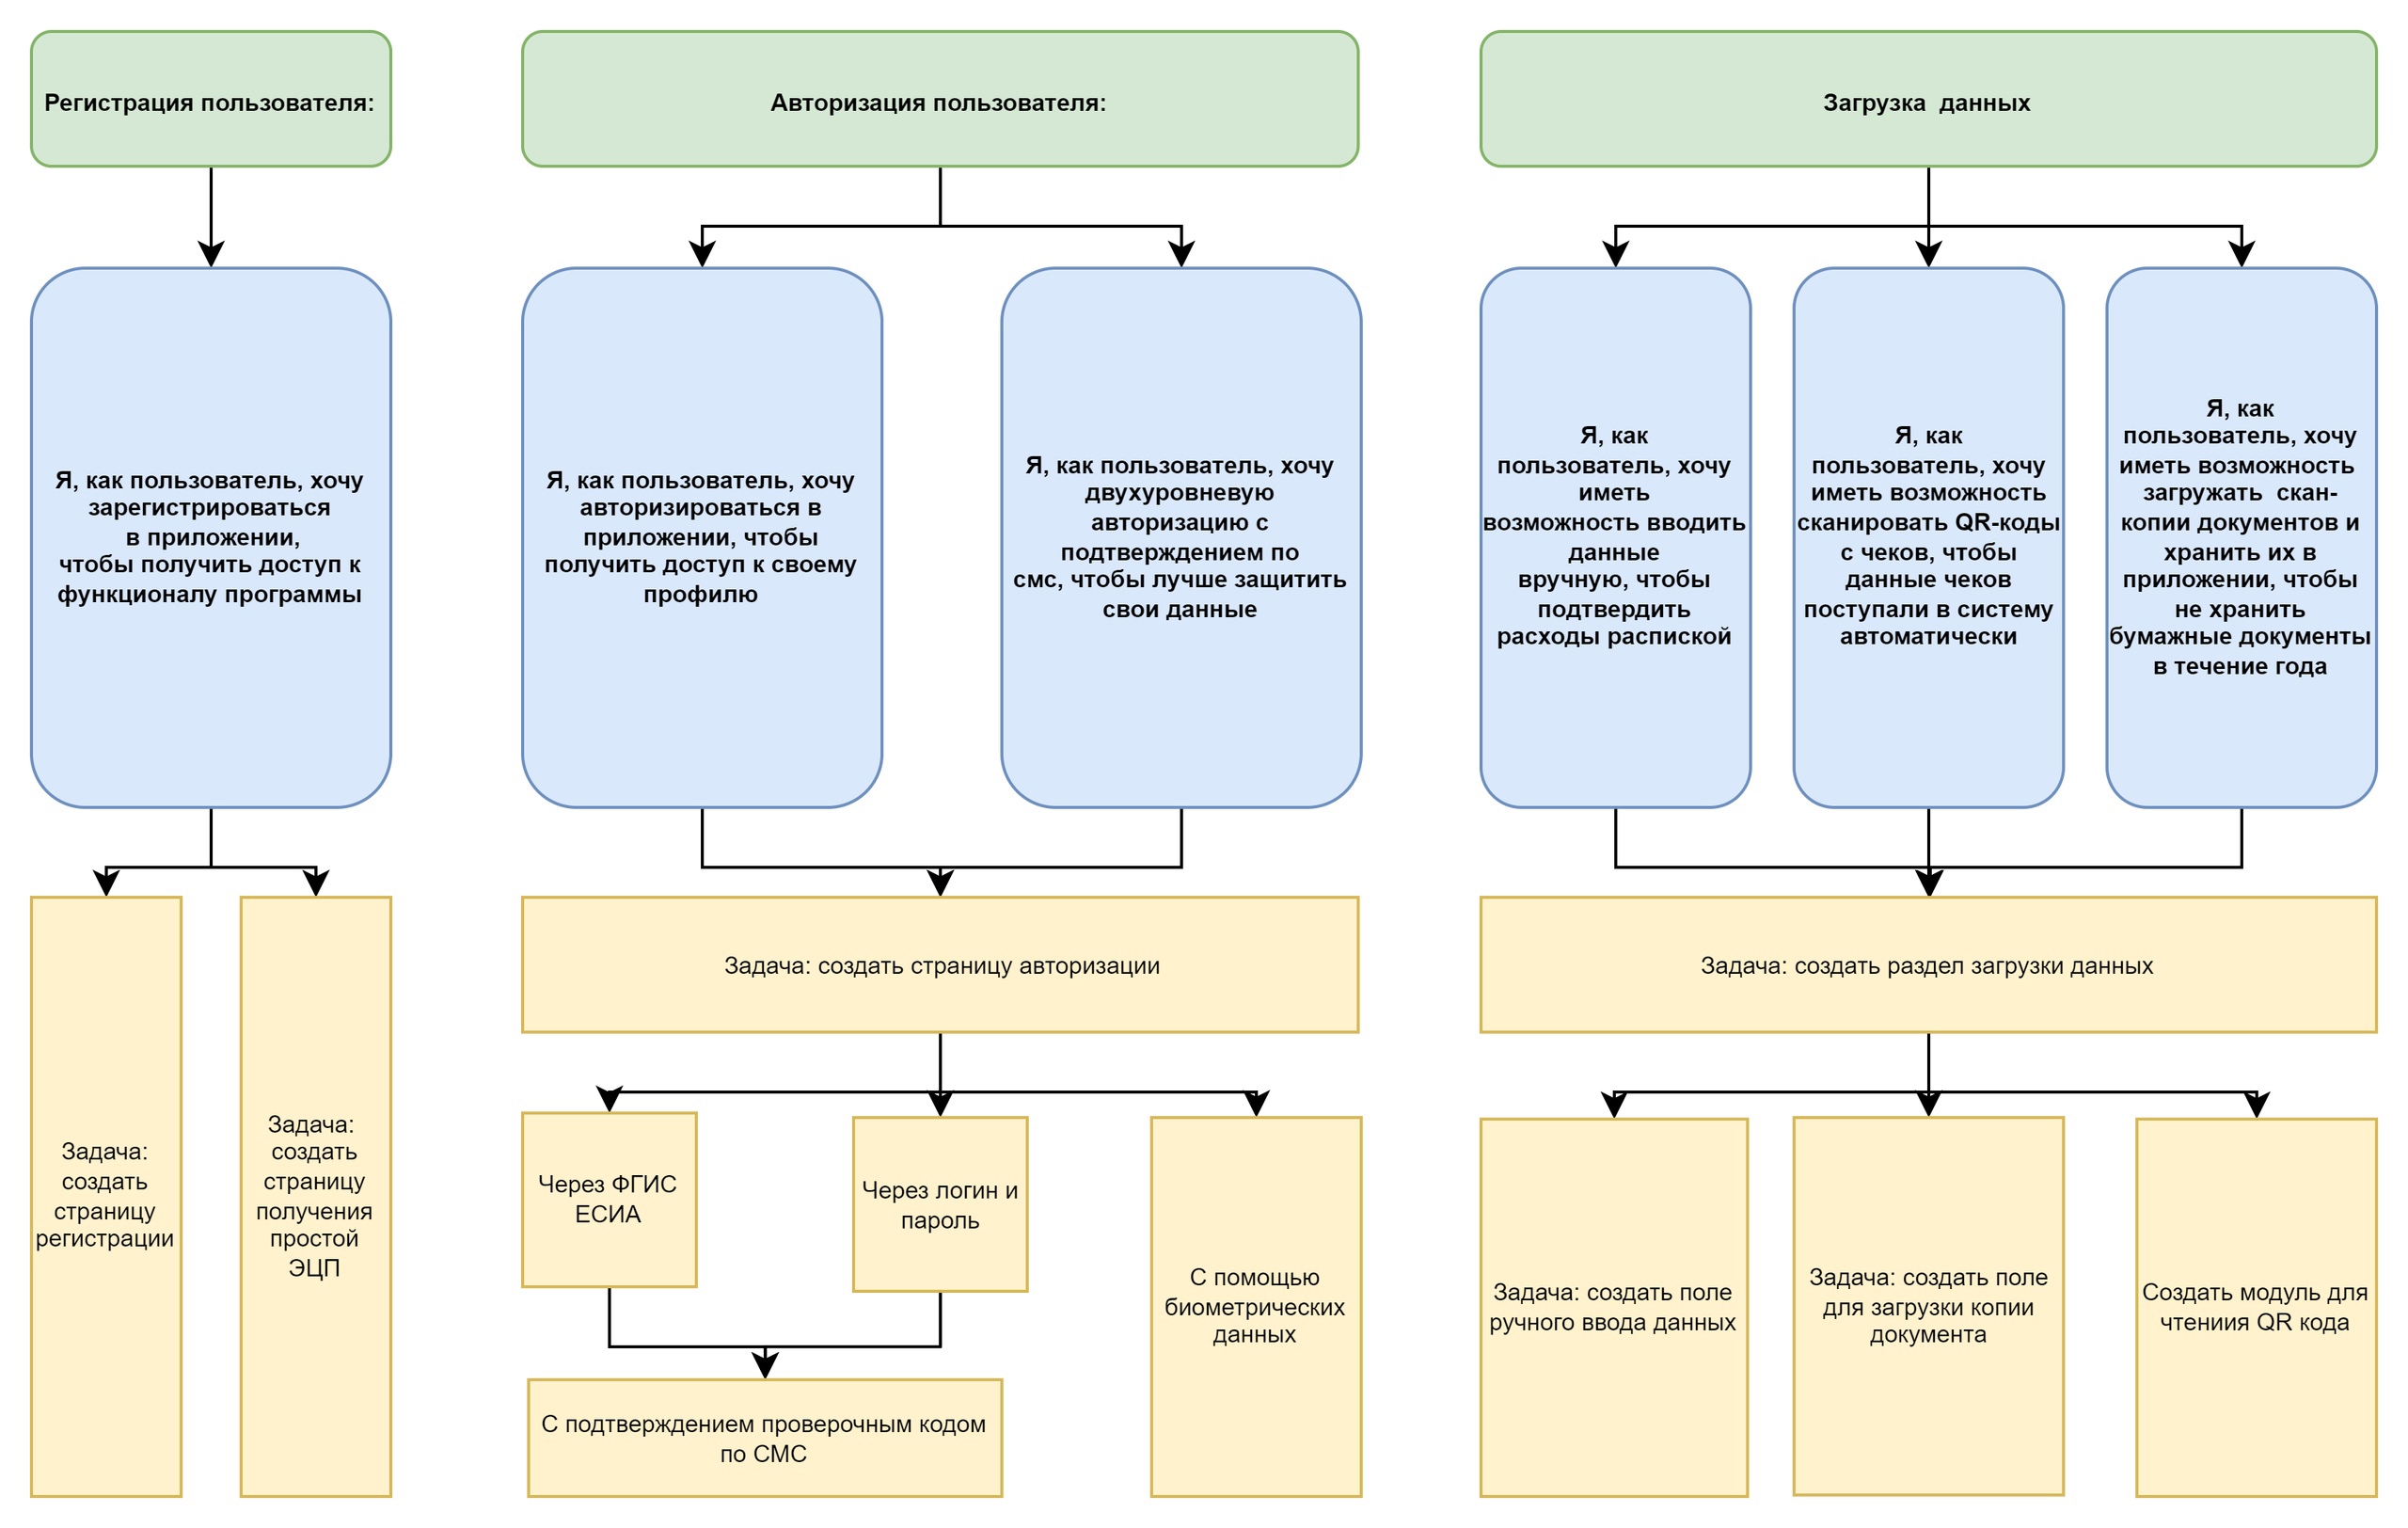 Регистрация пользователя:
Авторизация пользователя:
Загрузка  данных
Я, как пользователь, хочу
зарегистрироваться
в приложении,
чтобы получить доступ к
функционалу программы
Я, как пользователь, хочу
авторизироваться в
приложении, чтобы
получить доступ к своему
профилю
Я, как пользователь, хочу
двухуровневую
авторизацию с
подтверждением по
смс, чтобы лучше защитить
свои данные
Я, как
пользователь, хочу
иметь
возможность вводить
данные
вручную, чтобы
подтвердить
расходы распиской
Я, как
пользователь, хочу
иметь возможность
сканировать QR-коды
с чеков, чтобы
данные чеков
поступали в систему
автоматически
Я, как
пользователь, хочу
иметь возможность
загружать  скан-
копии документов и
хранить их в
приложении, чтобы
не хранить
бумажные документы
в течение года
Задача:
создать
страницу
регистрации
Задача:
создать
страницу
получения
простой
ЭЦП
Задача: создать страницу авторизации
Через ФГИС
ЕСИА
Через логин и
пароль
С помощью
биометрических
данных
С подтверждением проверочным кодом
по СМС
Задача: создать раздел загрузки данных
Задача: создать поле
ручного ввода данных
Задача: создать поле
для загрузки копии
документа
Создать модуль для
чтениия QR кода